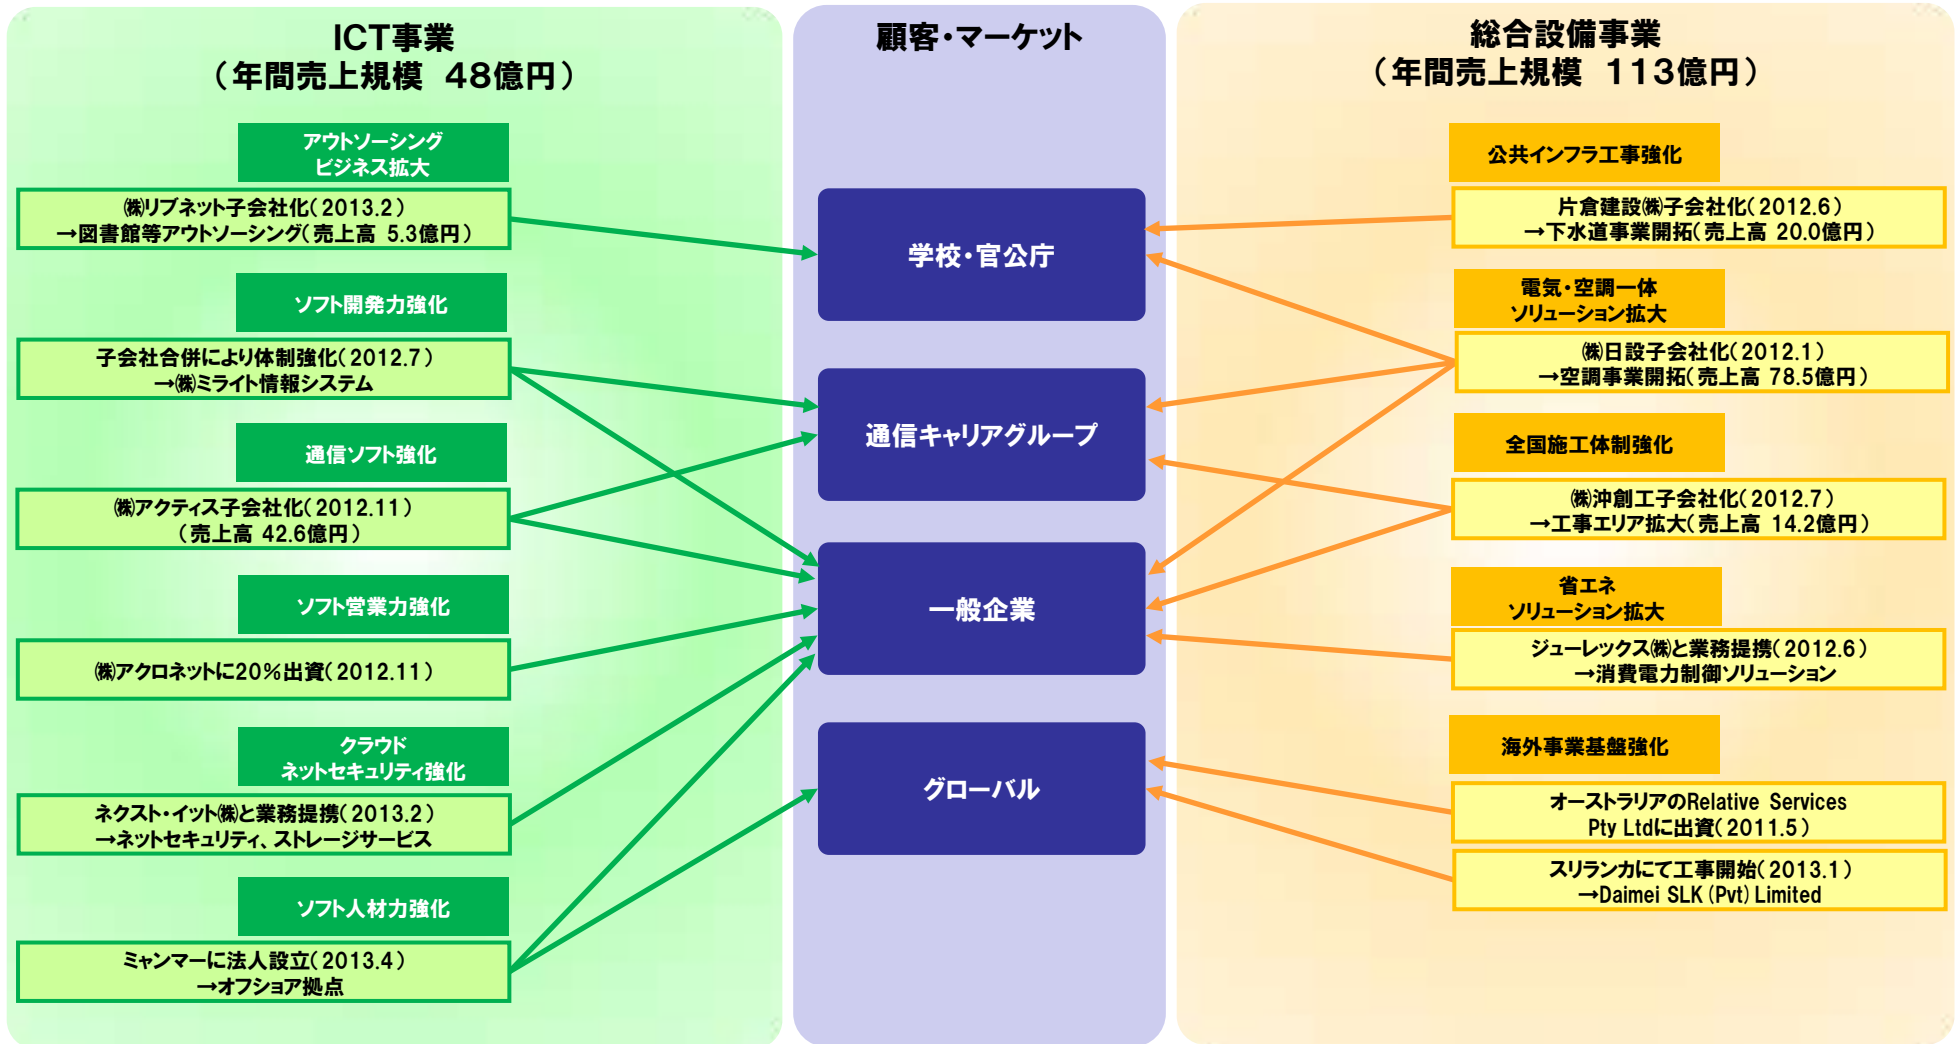 ICT事業
（年間売上規模 48億円）
アウトソーシング
ビジネス拡大
㈱リブネット子会社化（2013.2）
→図書館等アウトソーシング（売上高 5.3億円）
ソフト開発力強化
子会社合併により体制強化（2012.7）
→㈱ミライト情報システム
通信ソフト強化
㈱アクティス子会社化（2012.11）
（売上高 42.6億円）
ソフト営業力強化
㈱アクロネットに20%出資（2012.11）
クラウド
ネットセキュリティ強化
ネクスト・イット㈱と業務提携（2013.2）
→ネットセキュリティ、ストレージサービス
ソフト人材力強化
ミャンマーに法人設立（2013.4）
→オフショア拠点
顧客・マーケット
学校・官公庁
通信キャリアグループ
一般企業
グローバル
総合設備事業
（年間売上規模 113億円）
公共インフラ工事強化
片倉建設㈱子会社化（2012.6）
→下水道事業開拓（売上高 20.0億円）
電気・空調一体
ソリューション拡大
㈱日設子会社化（2012.1）
→空調事業開拓（売上高 78.5億円）
全国施工体制強化
㈱沖創工子会社化（2012.7）
→工事エリア拡大（売上高 14.2億円）
省エネ
ソリューション拡大
ジューレックス㈱と業務提携（2012.6）
→消費電力制御ソリューション
海外事業基盤強化
オーストラリアのRelative Services
Pty Ltdに出資（2011.5）
スリランカにて工事開始（2013.1）
→Daimei SLK (Pvt) Limited